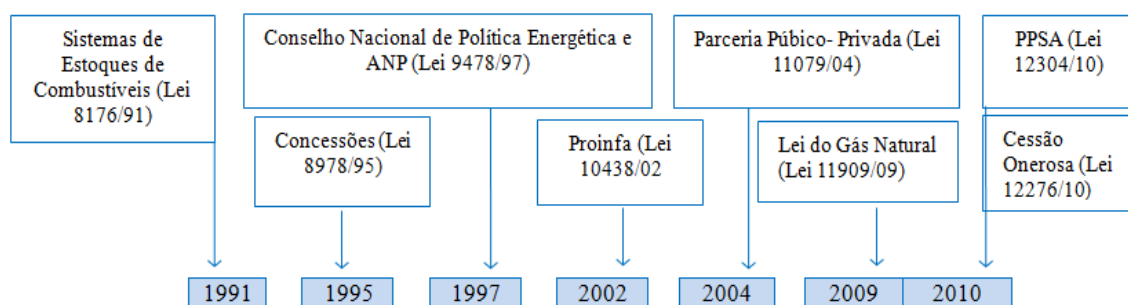 Sistemas de
Estoques de
Combustíveis (Lei
8176/91)
Conselho Nacional de Política Energética e
ANP (Lei 9478/97)
Parceria Púbico- Privada (Lei
11079/04)
PPSA (Lei
12304/10)
Concessões (Lei
8978/95)
Proinfa (Lei
10438/02
Lei do Gás Natural
(Lei 11909/09)
Cessão
Onerosa (Lei
12276/10)
1991
1995
1997
2002
2004
2009
2010